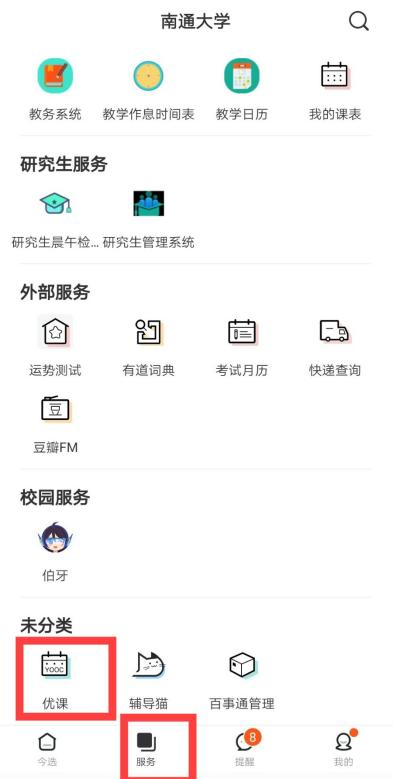 南通大学
教务系统 教学作息时间表 教学日历 我的课表
研究生服务
研究生晨午检... 研究生管理系统
外部服务
运势测试 有道词典 考试月历 快递查询
豆
豆瓣FM
校园服务
伯牙
未分类
YOOC
优课 辅导猫 百事通管理
8
今选 服务 提醒 我的